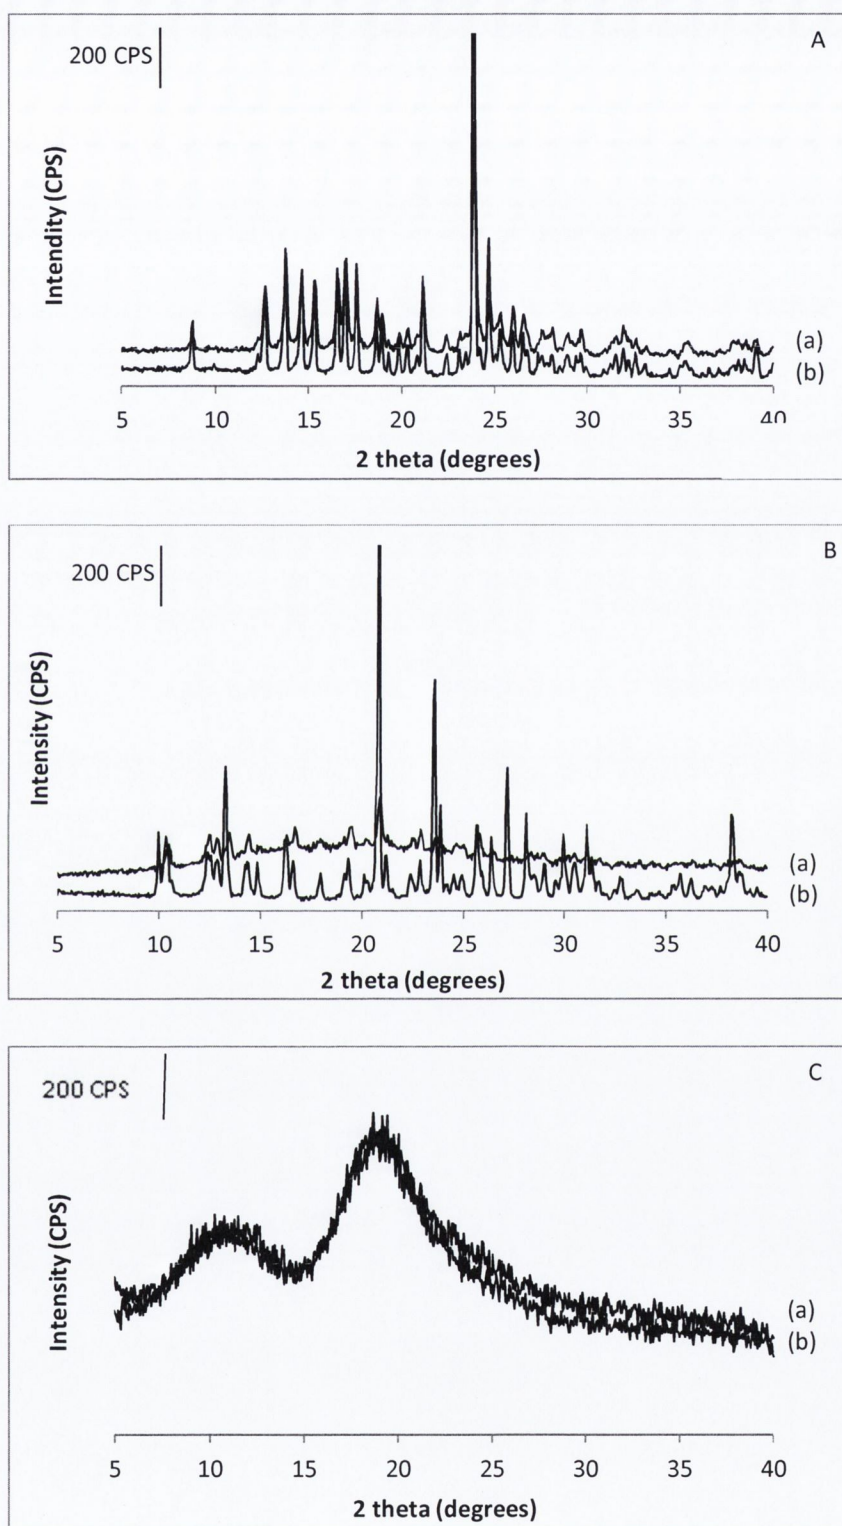 A
200 CPS
Intendity (CPS)
(a)
(b)
5 10 15 20 25 30 35 40
2 theta (degrees)
B
200 CPS
Intensity (CPS)
(a)
(b)
5 10 15 20 25 30 35 40
2 theta (degrees)
C
200 CPS
Intensity (CPS)
(a)
(b)
5 10 15 20 25 30 35 40
2 theta (degrees)